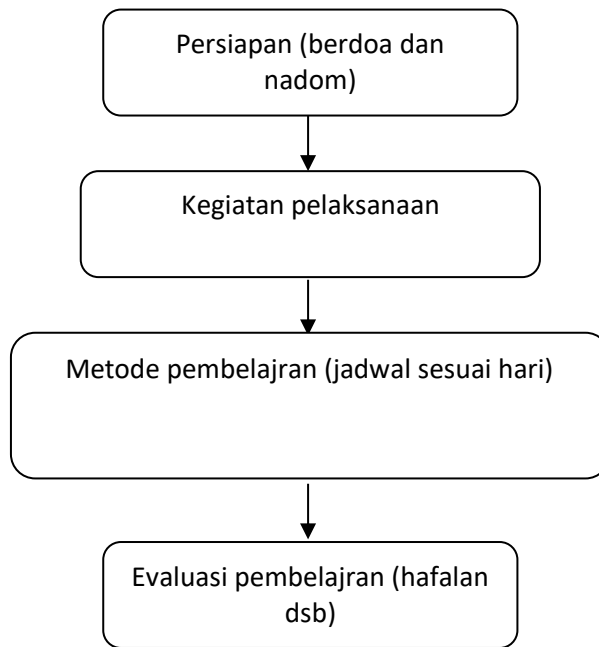 Persiapan (berdoa dan
nadom)
Kegiatan pelaksanaan
Metode pembelajran (jadwal sesuai hari)
Evaluasi pembelajran (hafalan
dsb)